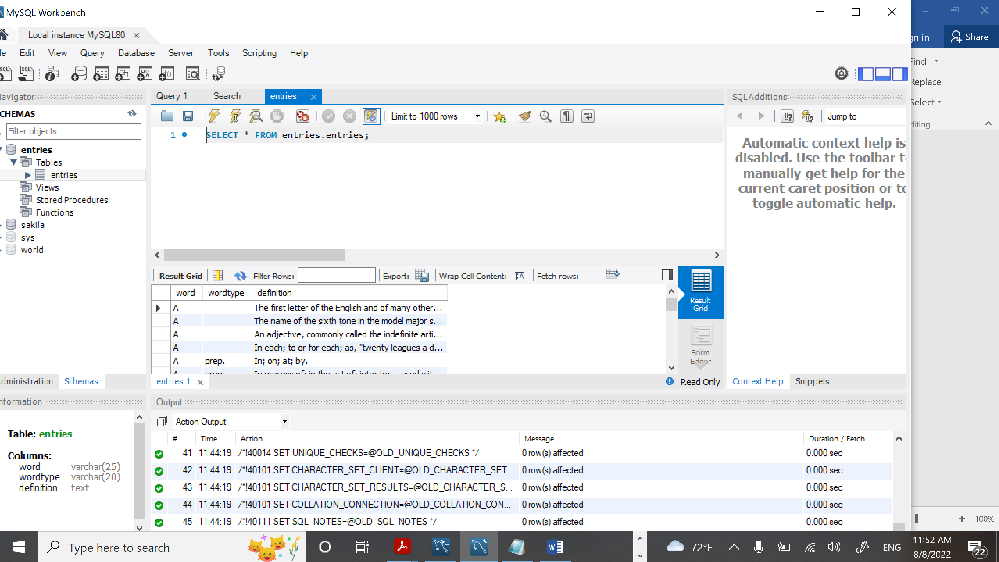 MySQL Workbench
Local instance MySQL80
Edit View Query Database Server Tools Scripting Help
Sign in Share
Find
Replace
Select
Navigator
SCHEMAS
Filter objects
entries
Tables
entries
Views
Stored Procedures
Functions
sakila
sys
world
Administration Schemas
Query 1 Search entries
Limit to 1000 rows
1 SELECT * FROM entries.entries;
Result Grid Filter Rows: Export: Wrap Cell Content: Fetch rows:
word wordtype definition
A The first letter of the English and of many other...
A The name of the sixth tone in the model major s...
A An adjective, commonly called the indefinite arti...
A In each; to or for each; as, "twenty leagues a d...
A prep. In; on; at; by.
Result Grid
Form Editor
entries 1 Read Only
SQLAdditions
Jump to
Automatic context help is
disabled. Use the toolbar to
manually get help for the
current caret position or to
toggle automatic help.
Context Help Snippets
Information
Table: entries
Columns:
word varchar(25)
wordtype varchar(20)
definition text
Output
Action Output
# Time Action Message Duration / Fetch
41 11:44:19 /*!40014 SET UNIQUE_CHECKS=@OLD_UNIQUE_CHECKS */ 0 row(s) affected 0.000 sec
42 11:44:19 /*!40101 SET CHARACTER_SET_CLIENT=@OLD_CHARACTER_SET... 0 row(s) affected 0.000 sec
43 11:44:19 /*!40101 SET CHARACTER_SET_RESULTS=@OLD_CHARACTER_S... 0 row(s) affected 0.000 sec
44 11:44:19 /*!40101 SET COLLATION_CONNECTION=@OLD_COLLATION_CON... 0 row(s) affected 0.000 sec
45 11:44:19 /*!40111 SET SQL_NOTES=@OLD_SQL_NOTES */ 0 row(s) affected 0.000 sec
100%
Type here to search
72°F ENG
11:52 AM
8/8/2022
22